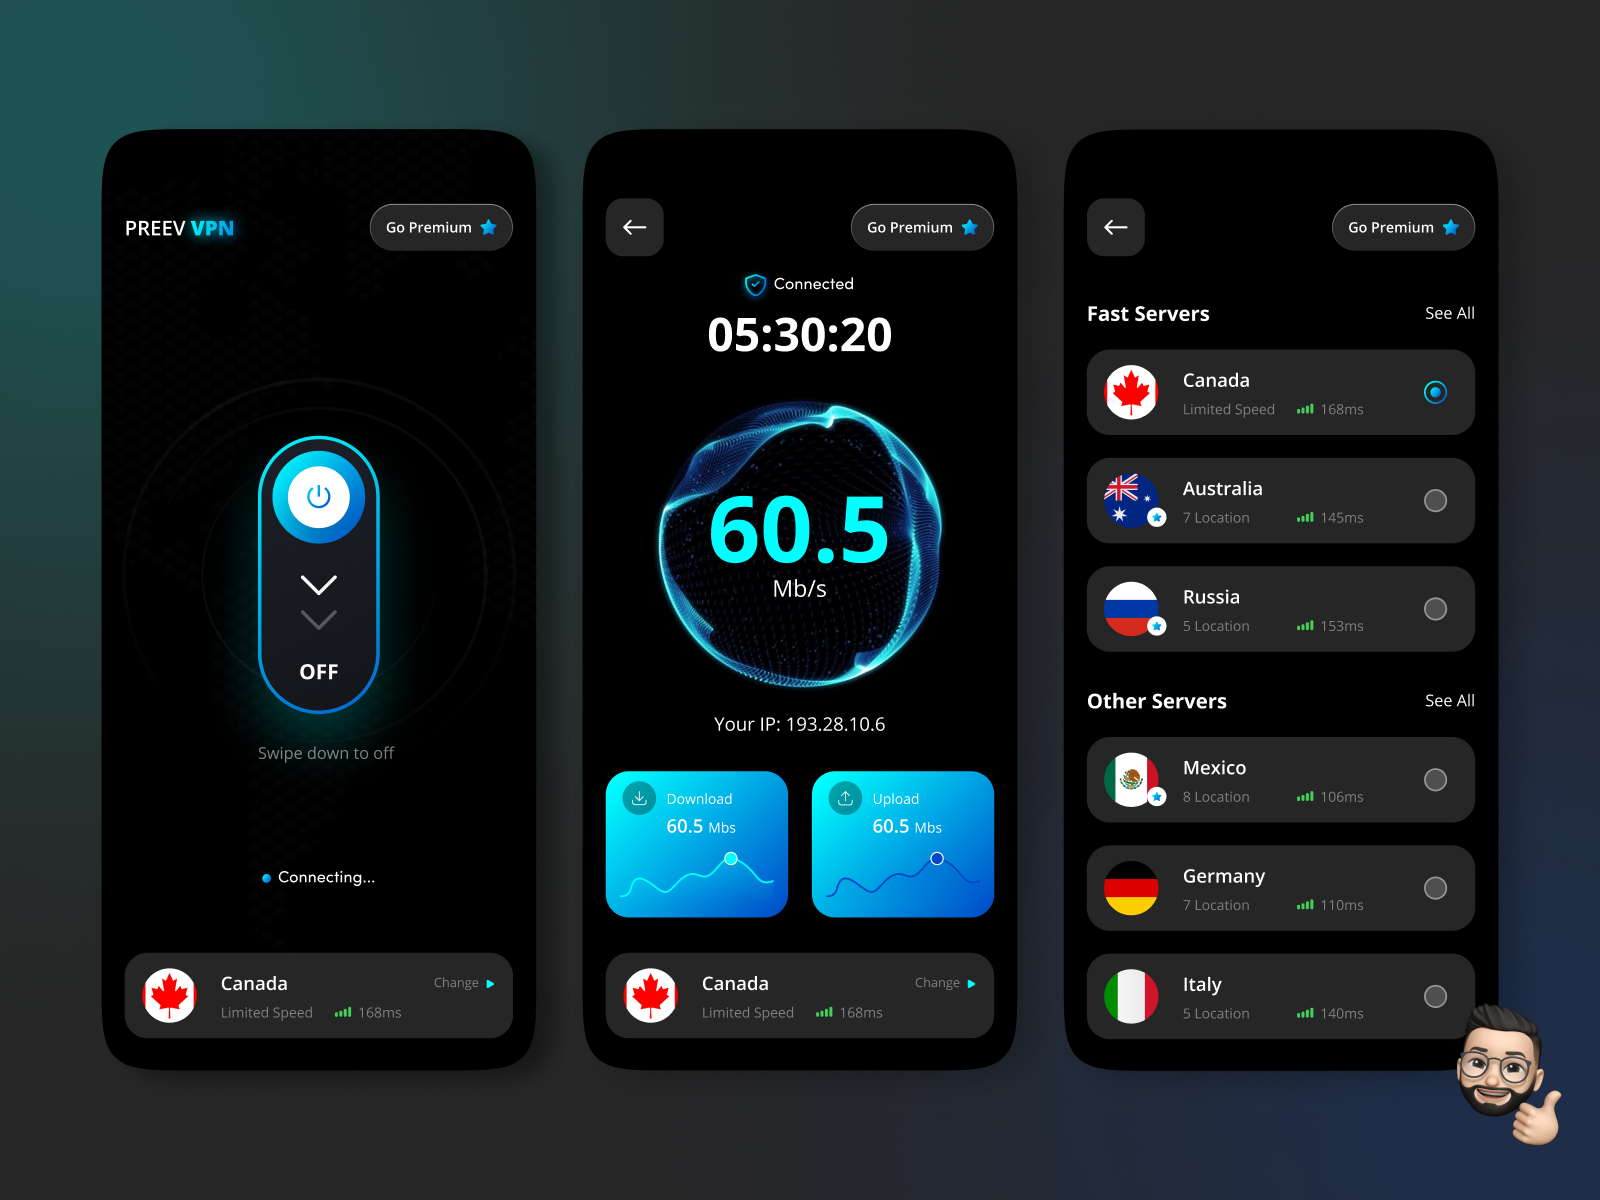 PREEV VPN
Go Premium
OFF
Swipe down to off
Connecting...
Canada
Change
Limited Speed 168ms
Go Premium
Connected
05:30:20
60.5
Mb/s
Your IP: 193.28.10.6
Download
60.5 Mbs
Upload
60.5 Mbs
Canada
Change
Limited Speed 168ms
Go Premium
Fast Servers See All
Canada
Limited Speed 168ms
Australia
7 Location 145ms
Russia
5 Location 153ms
Other Servers See All
Mexico
8 Location 106ms
Germany
7 Location 110ms
Italy
5 Location 140ms